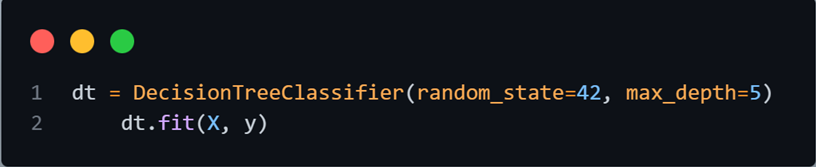 1 dt = DecisionTreeClassifier(random_state=42, max_depth=5)
2     dt.fit(X, y)